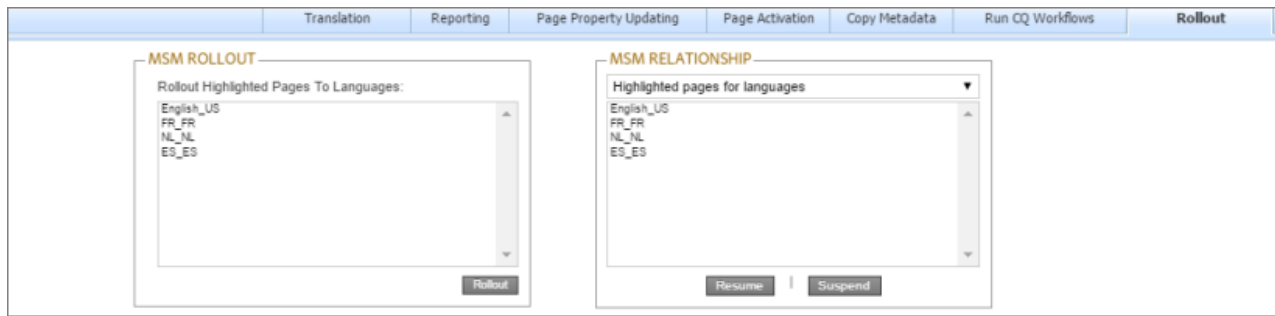 Translation Reporting Page Property Updating Page Activation Copy Metadata Run CQ Workflows Rollout
MSM ROLLOUT
Rollout Highlighted Pages To Languages:
English_US
FR_FR
NL_NL
ES_ES
Rollout
MSM RELATIONSHIP
Highlighted pages for languages
English_US
FR_FR
NL_NL
ES_ES
Resume | Suspend